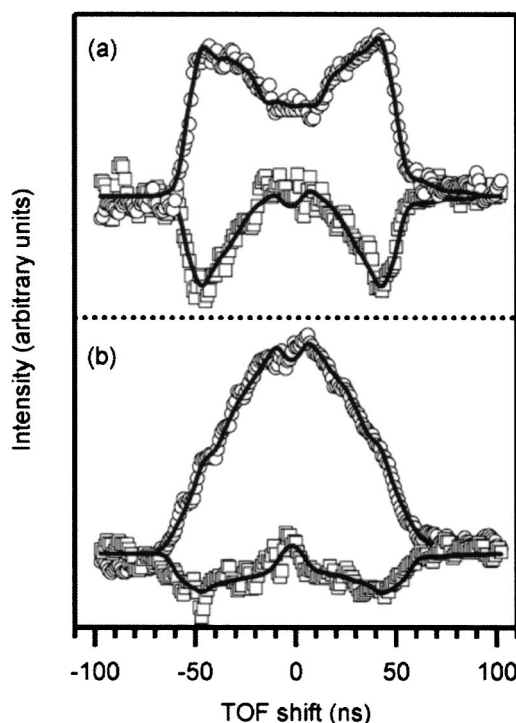 (a)
Intensity (arbitrary units)
(b)
-100 -50 0 50 100
TOF shift (ns)